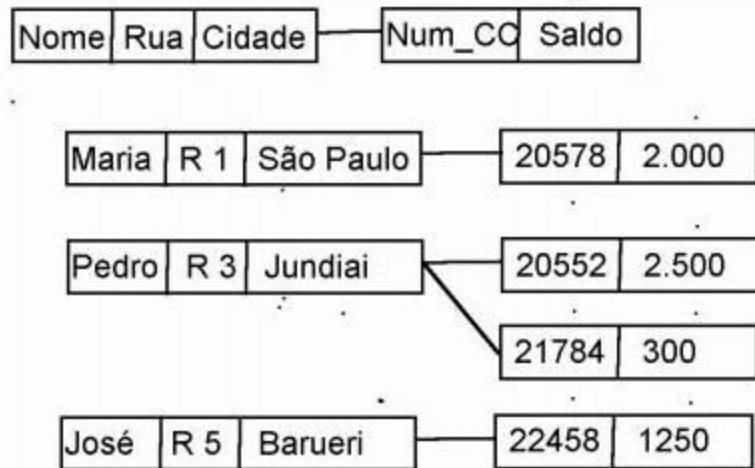 Nome Rua Cidade Num_CC Saldo
Maria R 1 São Paulo 20578 2.000
Pedro R 3 Jundiai 20552 2.500
21784 300
José R 5 Barueri 22458 1250